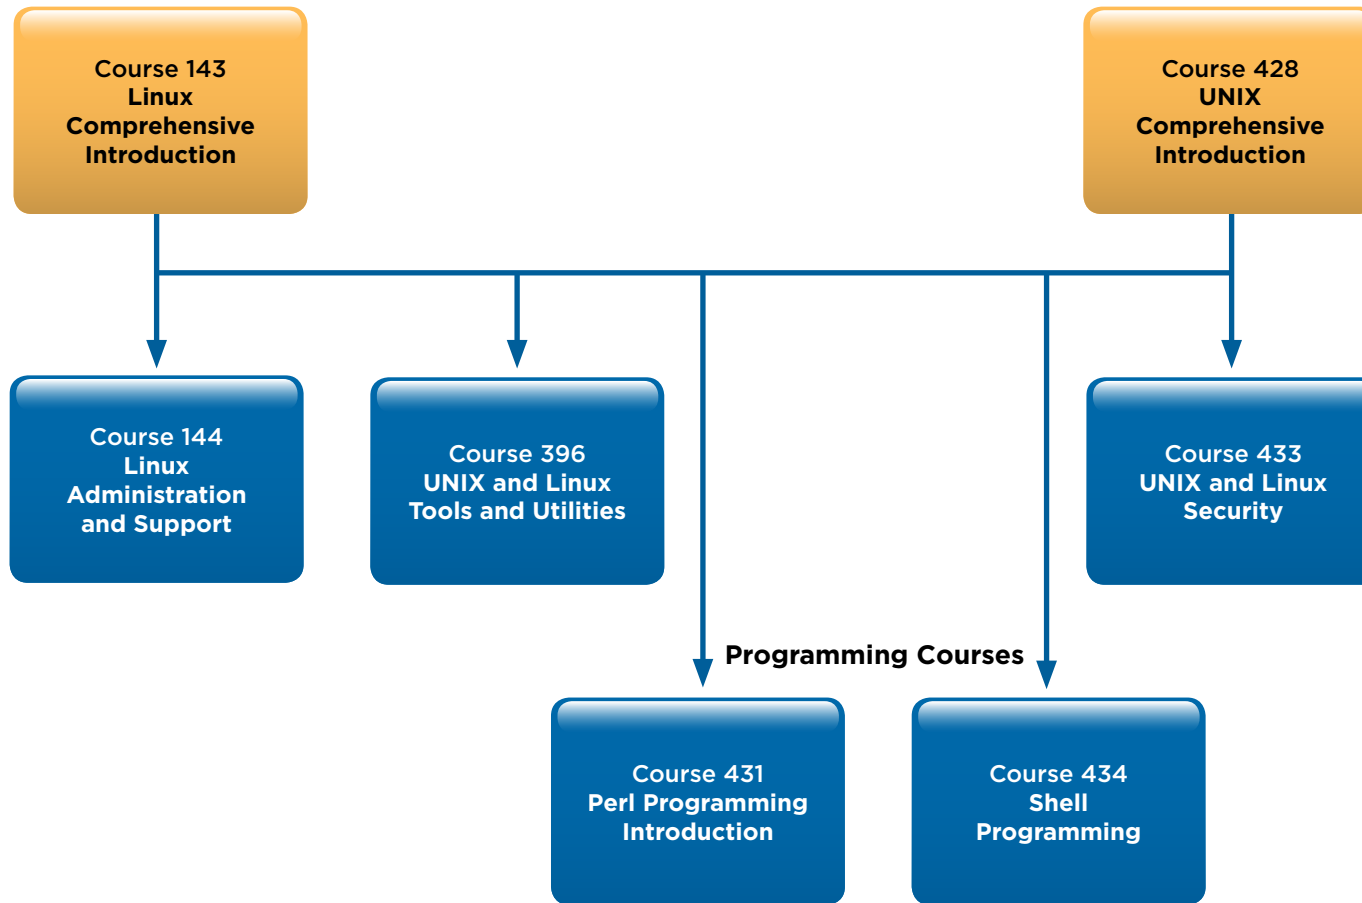 Course 143
Linux
Comprehensive
Introduction
Course 428
UNIX
Comprehensive
Introduction
Course 144
Linux
Administration
and Support
Course 396
UNIX and Linux
Tools and Utilities
Course 433
UNIX and Linux
Security
Programming Courses
Course 431
Perl Programming
Introduction
Course 434
Shell
Programming